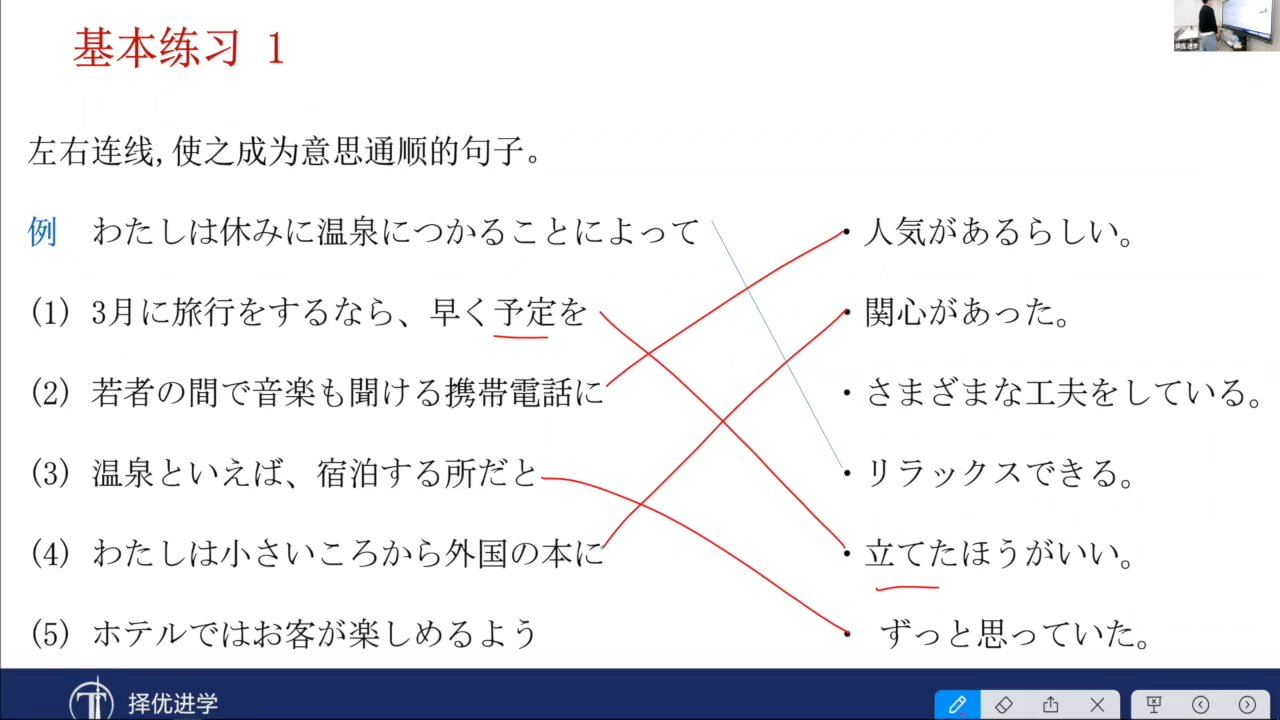 基本练习 1
择优进学
左右连线,使之成为意思通顺的句子。
例 わたしは休みに温泉につかることによって
・人気があるらしい。
(1) 3月に旅行をするなら、早く予定を
・関心があった。
(2) 若者の間で音楽も聞ける携帯電話に
・さまざまな工夫をしている。
(3) 温泉といえば、宿泊する所だと
・リラックスできる。
(4) わたしは小さいころから外国の本に
・立てたほうがいい。
(5) ホテルではお客が楽しめるよう
・ ずっと思っていた。
择优进学